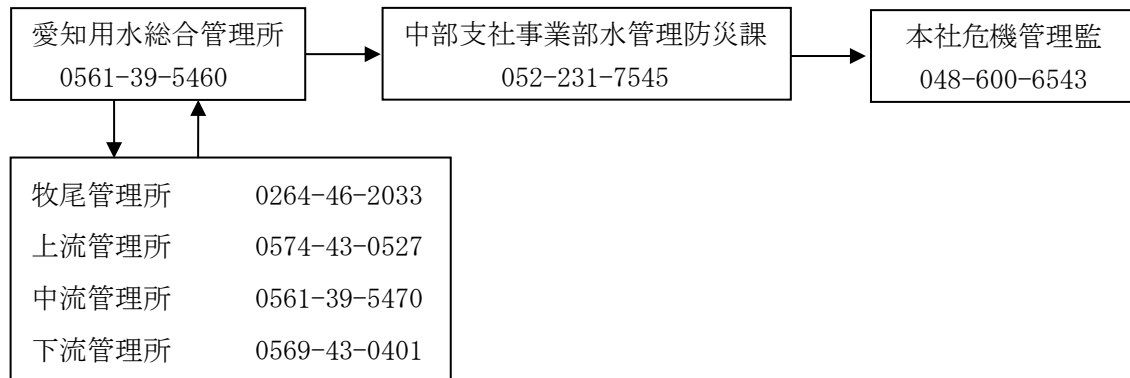 愛知用水総合管理所
0561-39-5460
中部支社事業部水管理防災課
052-231-7545
本社危機管理監
048-600-6543
牧尾管理所 0264-46-2033
上流管理所 0574-43-0527
中流管理所 0561-39-5470
下流管理所 0569-43-0401